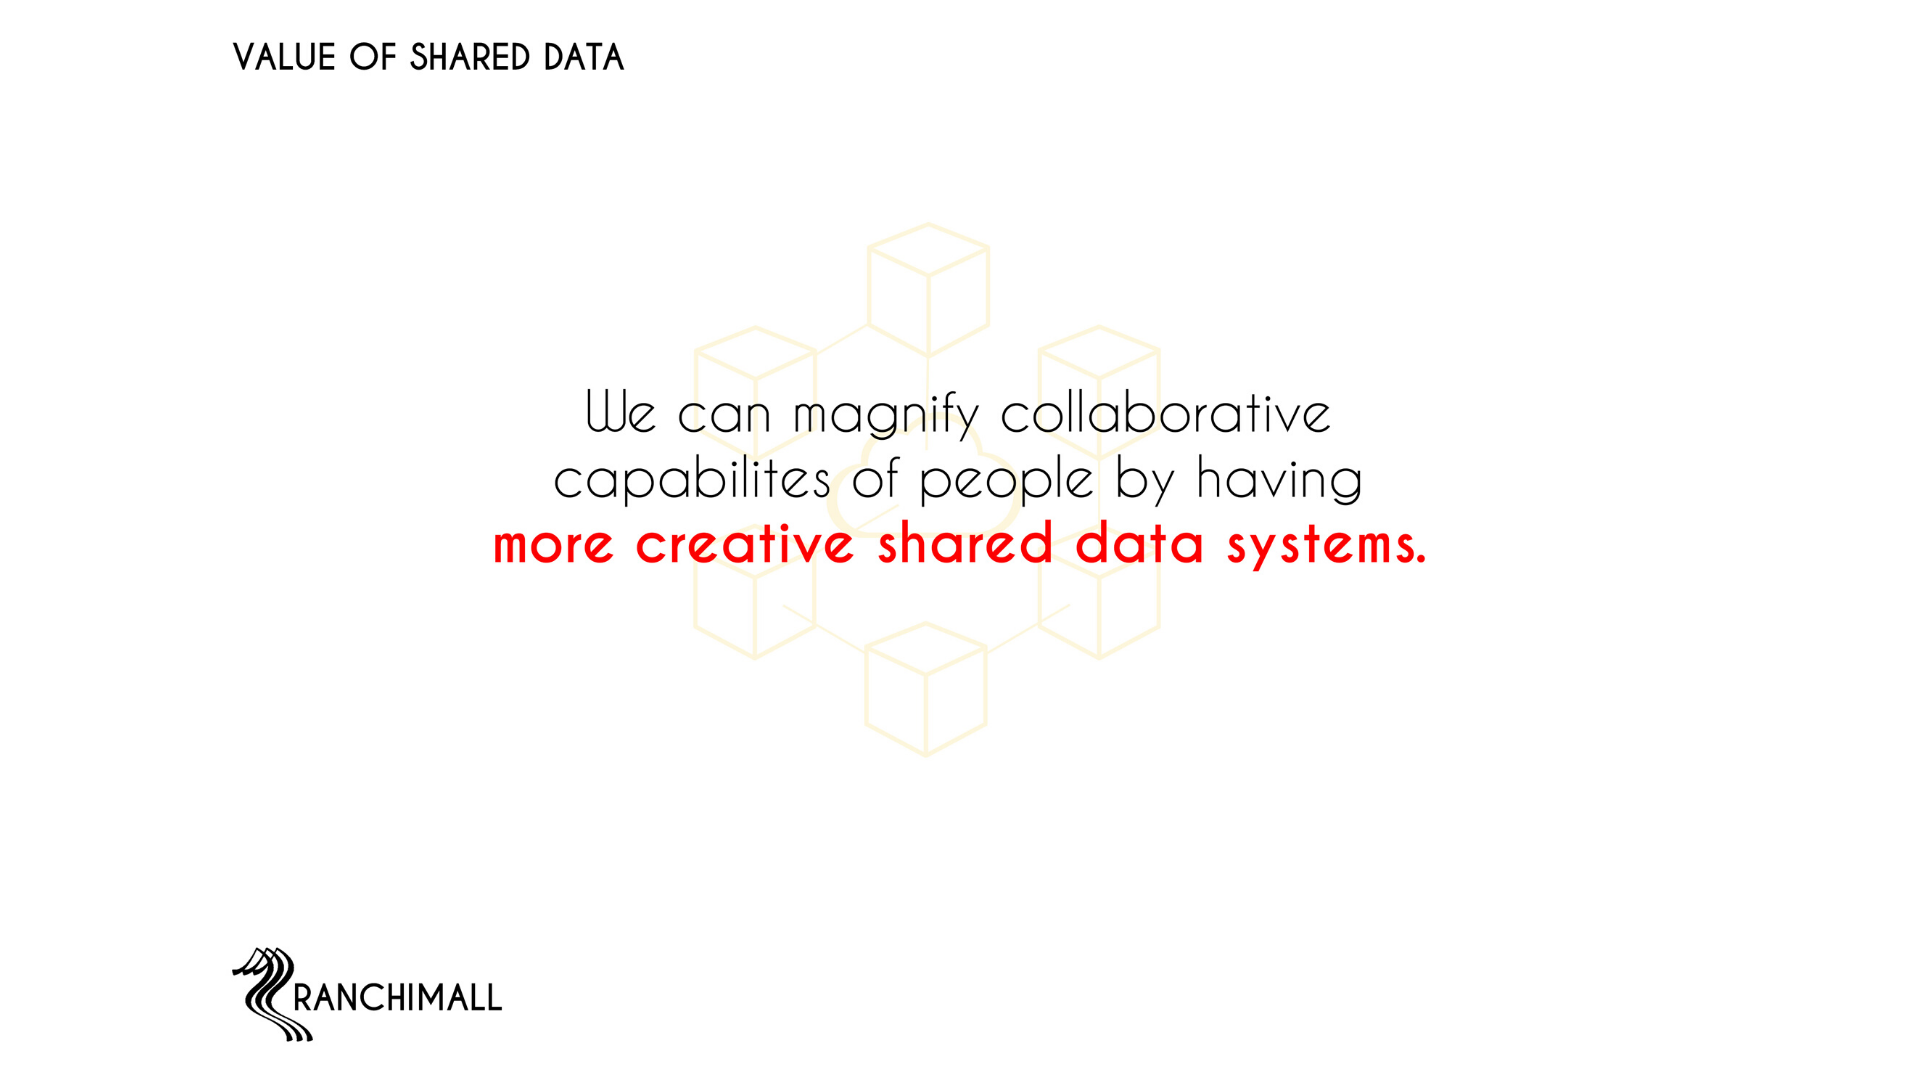 VALUE OF SHARED DATA
We can magnify collaborative
capabilites of people by having
more creative shared data systems.
RANCHIMALL